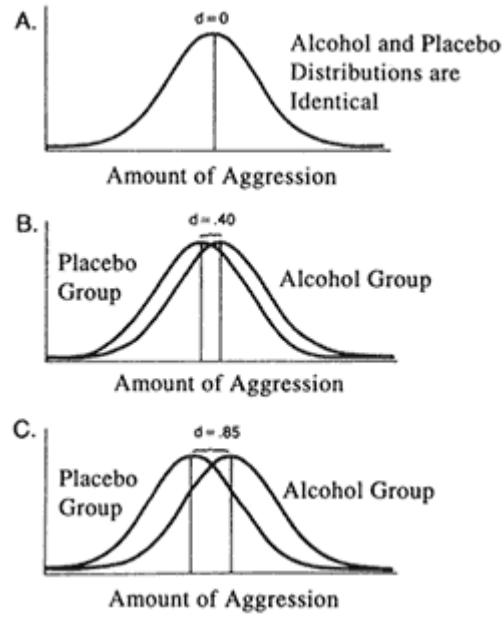 A.
d=0
Alcohol and Placebo
Distributions are
Identical
Amount of Aggression
B.
d= .40
Placebo
Group
Alcohol Group
Amount of Aggression
C.
d= .85
Placebo
Group
Alcohol Group
Amount of Aggression